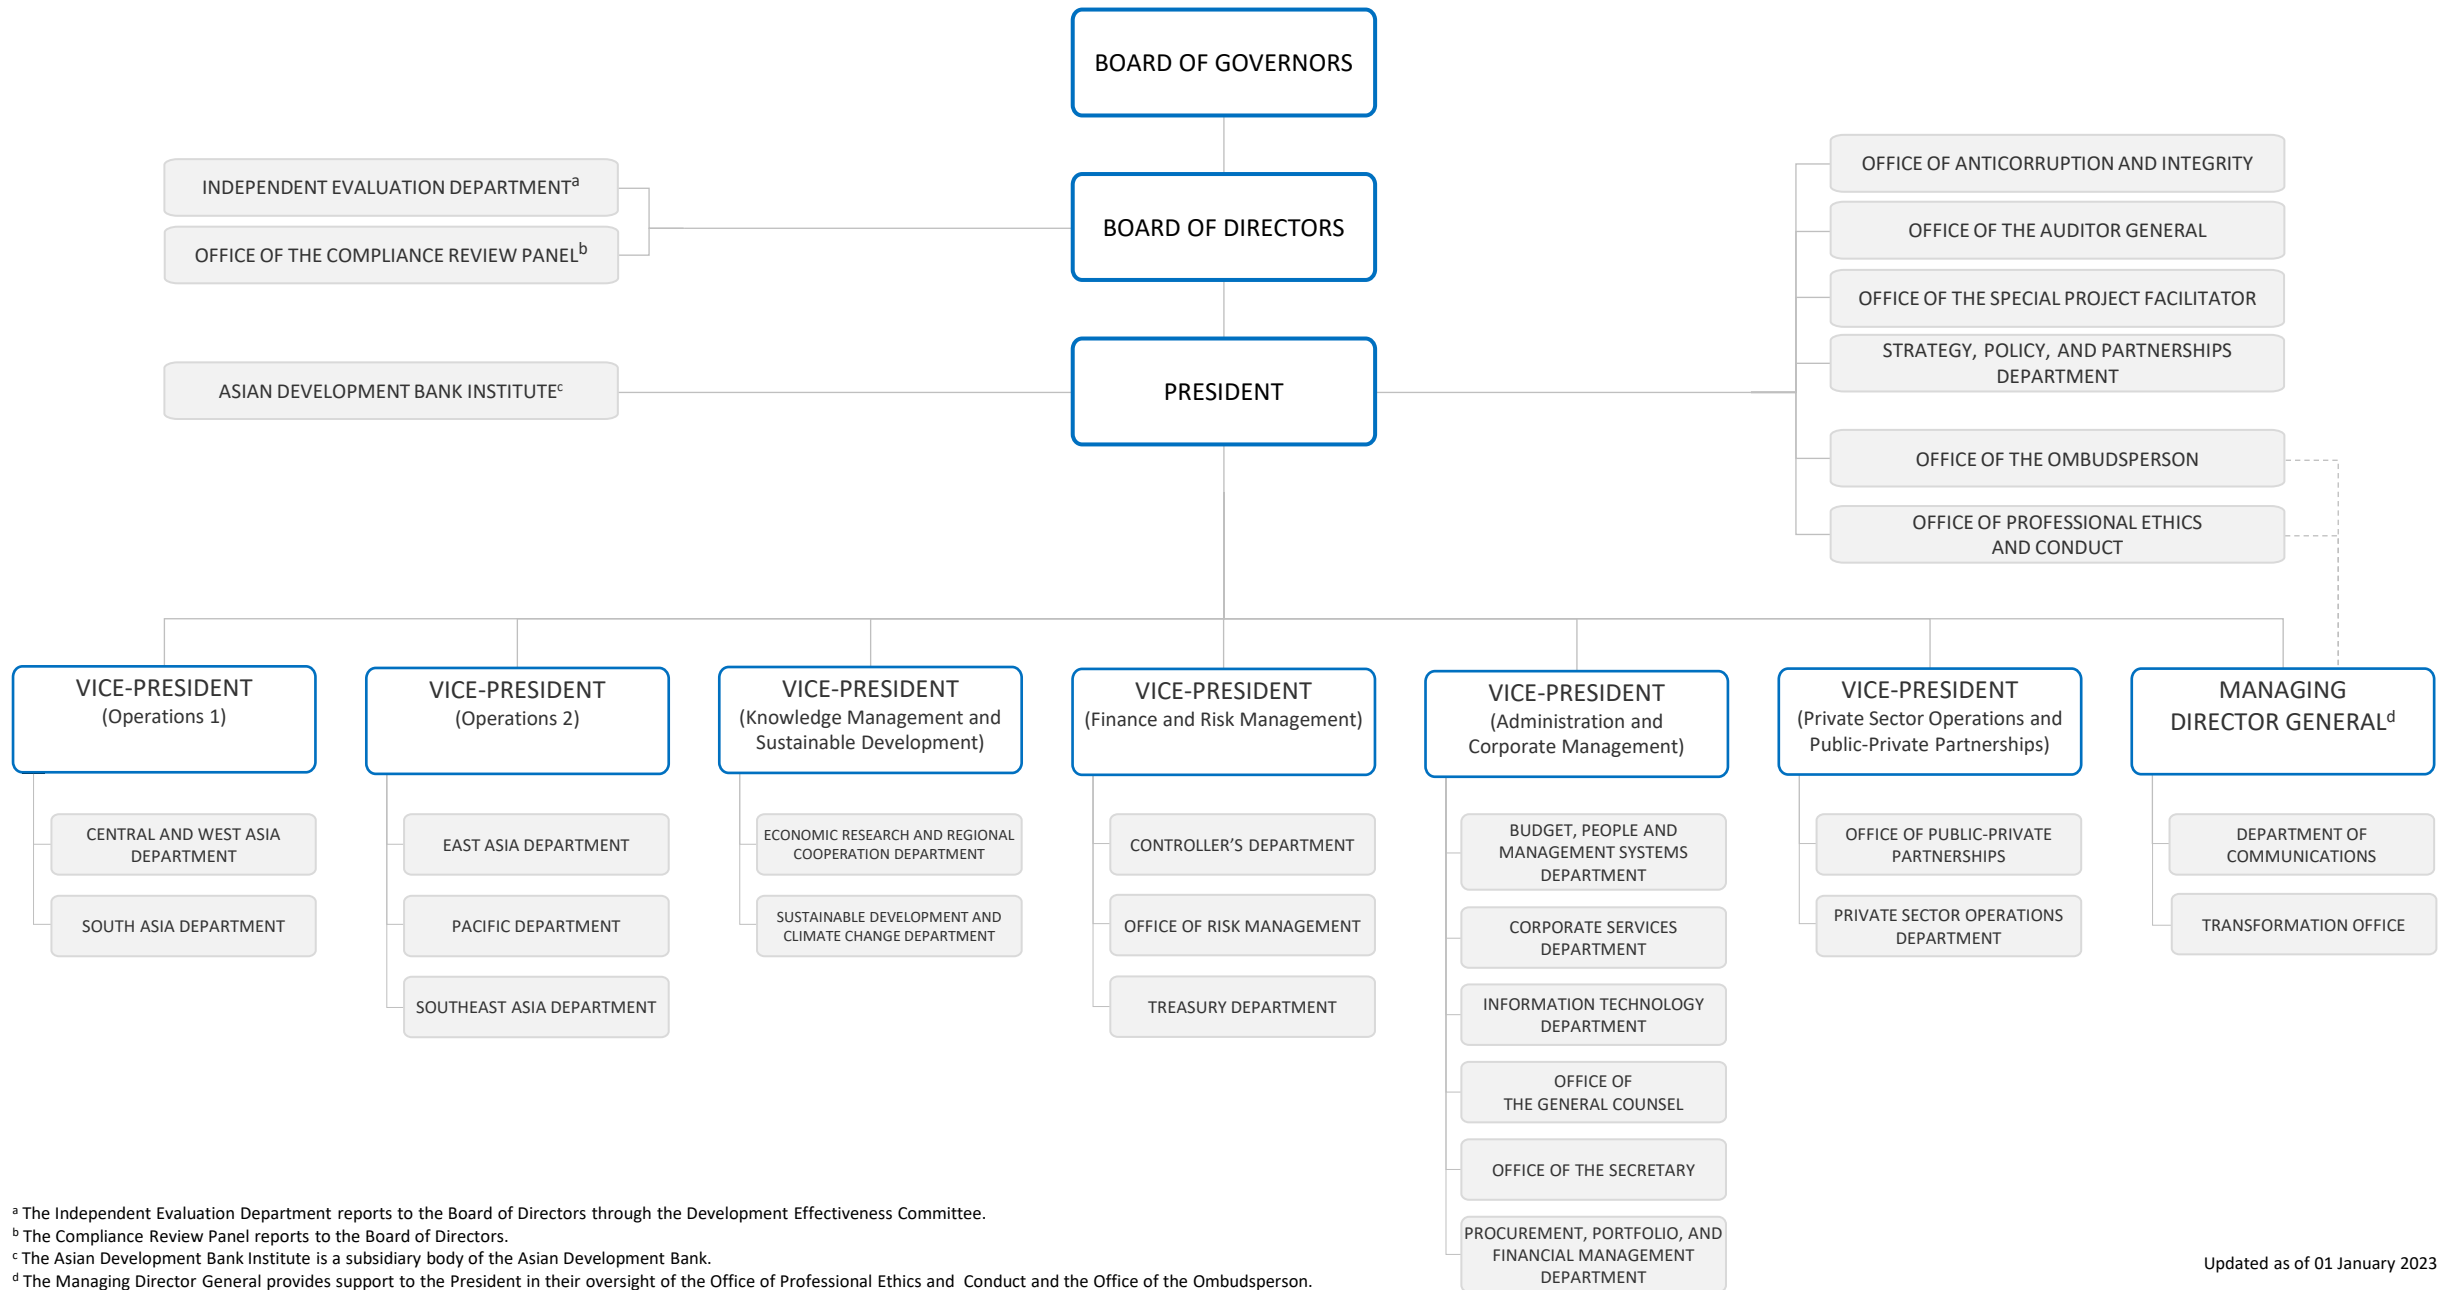 BOARD OF GOVERNORS
INDEPENDENT EVALUATION DEPARTMENTᵃ
OFFICE OF THE COMPLIANCE REVIEW PANELᵇ
BOARD OF DIRECTORS
ASIAN DEVELOPMENT BANK INSTITUTEᶜ
PRESIDENT
OFFICE OF ANTICORRUPTION AND INTEGRITY
OFFICE OF THE AUDITOR GENERAL
OFFICE OF THE SPECIAL PROJECT FACILITATOR
STRATEGY, POLICY, AND PARTNERSHIPS
DEPARTMENT
OFFICE OF THE OMBUDSPERSON
OFFICE OF PROFESSIONAL ETHICS
AND CONDUCT
VICE-PRESIDENT
(Operations 1)
CENTRAL AND WEST ASIA
DEPARTMENT
SOUTH ASIA DEPARTMENT
VICE-PRESIDENT
(Operations 2)
EAST ASIA DEPARTMENT
PACIFIC DEPARTMENT
SOUTHEAST ASIA DEPARTMENT
VICE-PRESIDENT
(Knowledge Management and
Sustainable Development)
ECONOMIC RESEARCH AND REGIONAL
COOPERATION DEPARTMENT
SUSTAINABLE DEVELOPMENT AND
CLIMATE CHANGE DEPARTMENT
VICE-PRESIDENT
(Finance and Risk Management)
CONTROLLER’S DEPARTMENT
OFFICE OF RISK MANAGEMENT
TREASURY DEPARTMENT
VICE-PRESIDENT
(Administration and
Corporate Management)
BUDGET, PEOPLE AND
MANAGEMENT SYSTEMS
DEPARTMENT
CORPORATE SERVICES
DEPARTMENT
INFORMATION TECHNOLOGY
DEPARTMENT
OFFICE OF
THE GENERAL COUNSEL
OFFICE OF THE SECRETARY
PROCUREMENT, PORTFOLIO, AND
FINANCIAL MANAGEMENT
DEPARTMENT
VICE-PRESIDENT
(Private Sector Operations and
Public-Private Partnerships)
OFFICE OF PUBLIC-PRIVATE
PARTNERSHIPS
PRIVATE SECTOR OPERATIONS
DEPARTMENT
MANAGING
DIRECTOR GENERALᵈ
DEPARTMENT OF
COMMUNICATIONS
TRANSFORMATION OFFICE
ᵃ The Independent Evaluation Department reports to the Board of Directors through the Development Effectiveness Committee.
ᵇ The Compliance Review Panel reports to the Board of Directors.
ᶜ The Asian Development Bank Institute is a subsidiary body of the Asian Development Bank.
ᵈ The Managing Director General provides support to the President in their oversight of the Office of Professional Ethics and Conduct and the Office of the Ombudsperson.
Updated as of 01 January 2023